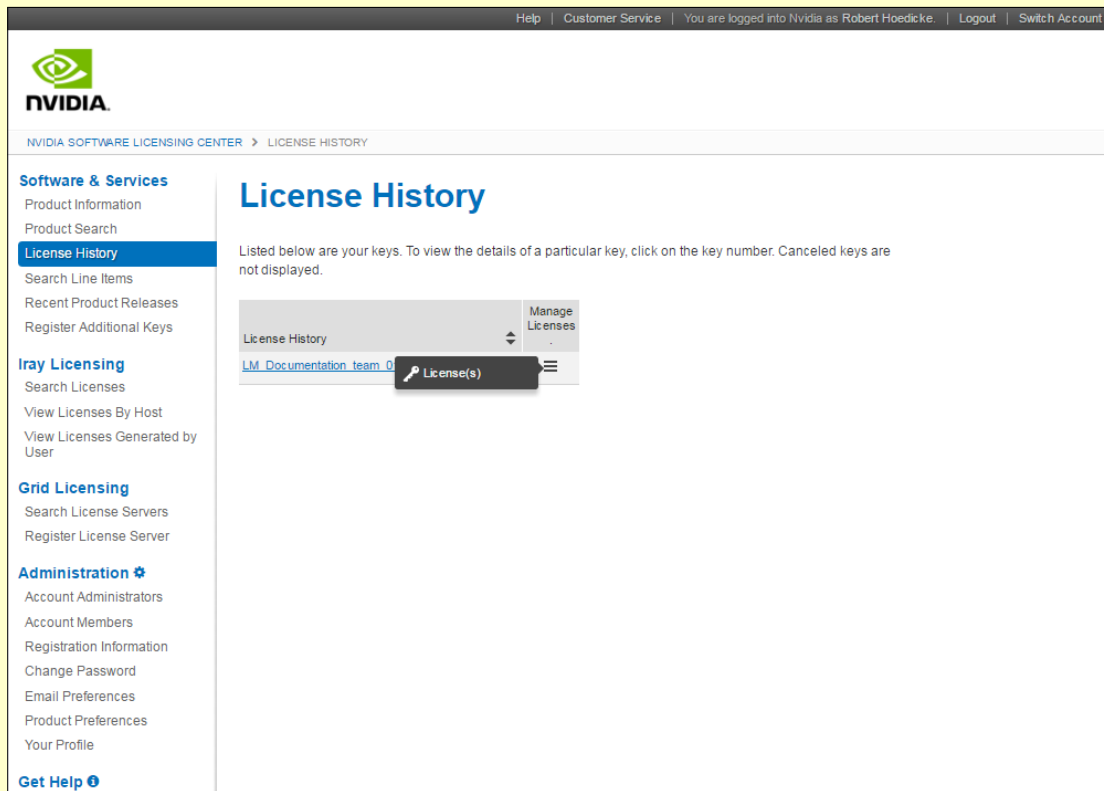 Help | Customer Service | You are logged into Nvidia as Robert Hoedicke. | Logout | Switch Account
NVIDIA.
NVIDIA SOFTWARE LICENSING CENTER > LICENSE HISTORY
Software & Services
Product Information
Product Search
License History
Search Line Items
Recent Product Releases
Register Additional Keys
Iray Licensing
Search Licenses
View Licenses By Host
View Licenses Generated by
User
Grid Licensing
Search License Servers
Register License Server
Administration
Account Administrators
Account Members
Registration Information
Change Password
Email Preferences
Product Preferences
Your Profile
Get Help
License History
Listed below are your keys. To view the details of a particular key, click on the key number. Canceled keys are
not displayed.
License History
Manage
Licenses
.
LM_Documentation_team_0
License(s)